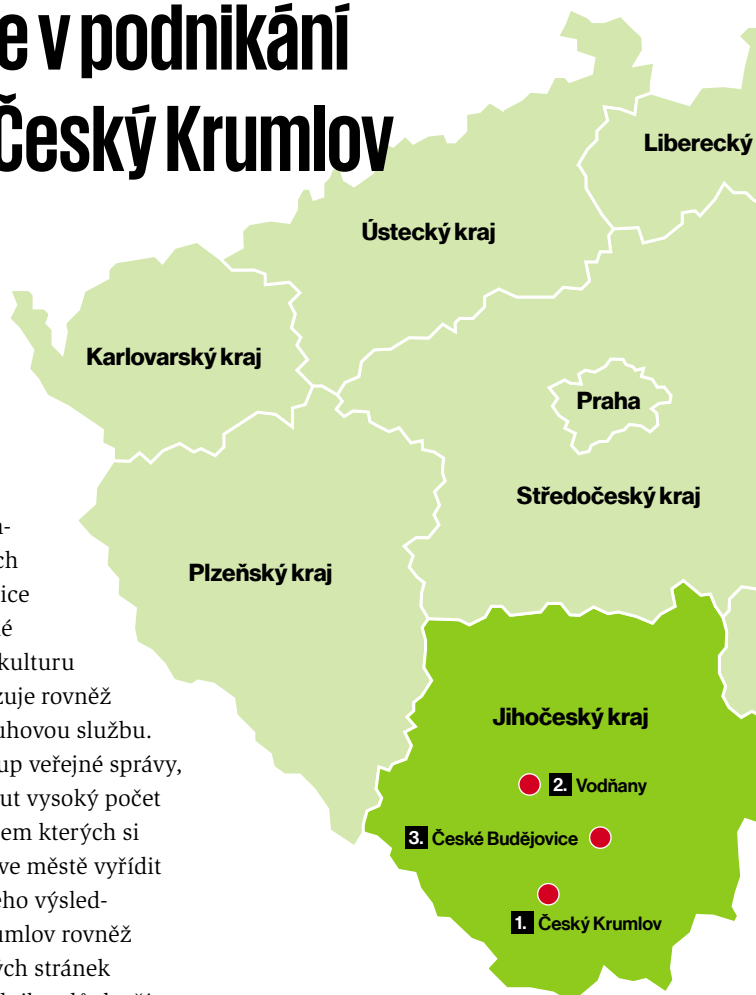 e v podnikání
Český Krumlov
Liberecký
Ústecký kraj
Karlovarský kraj
Praha
Středočeský kraj
Plzeňský kraj
Jihočeský kraj
2. Vodňany
3. České Budějovice
1. Český Krumlov
n-
ch
ice
é
kulturu
zuje rovněž
uhovou službu.
up veřejné správy,
ut vysoký počet
em kterých si
ve městě vyřídit
eho výsled-
umlov rovněž
ých stránek